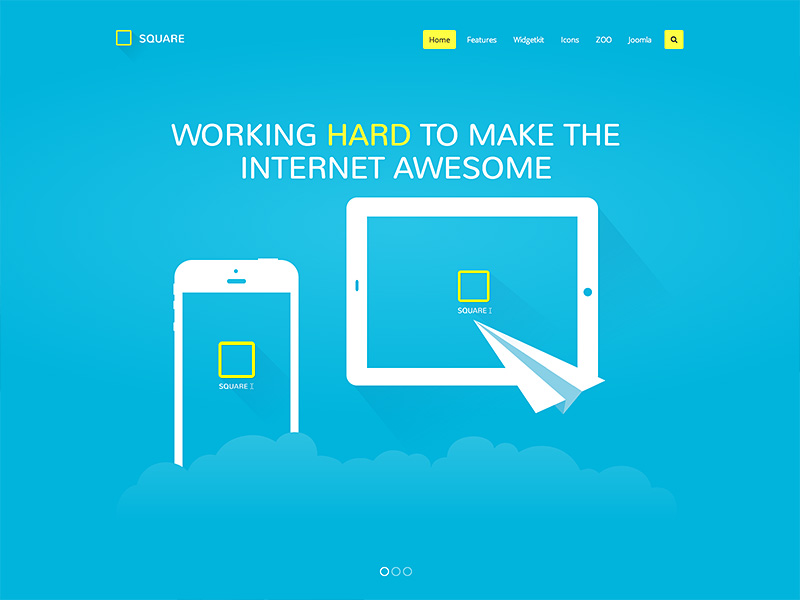 SQUARE
Home Features Widgetkit Icons ZOO Joomla
WORKING HARD TO MAKE THE
INTERNET AWESOME
SQUARE I
SQUARE I